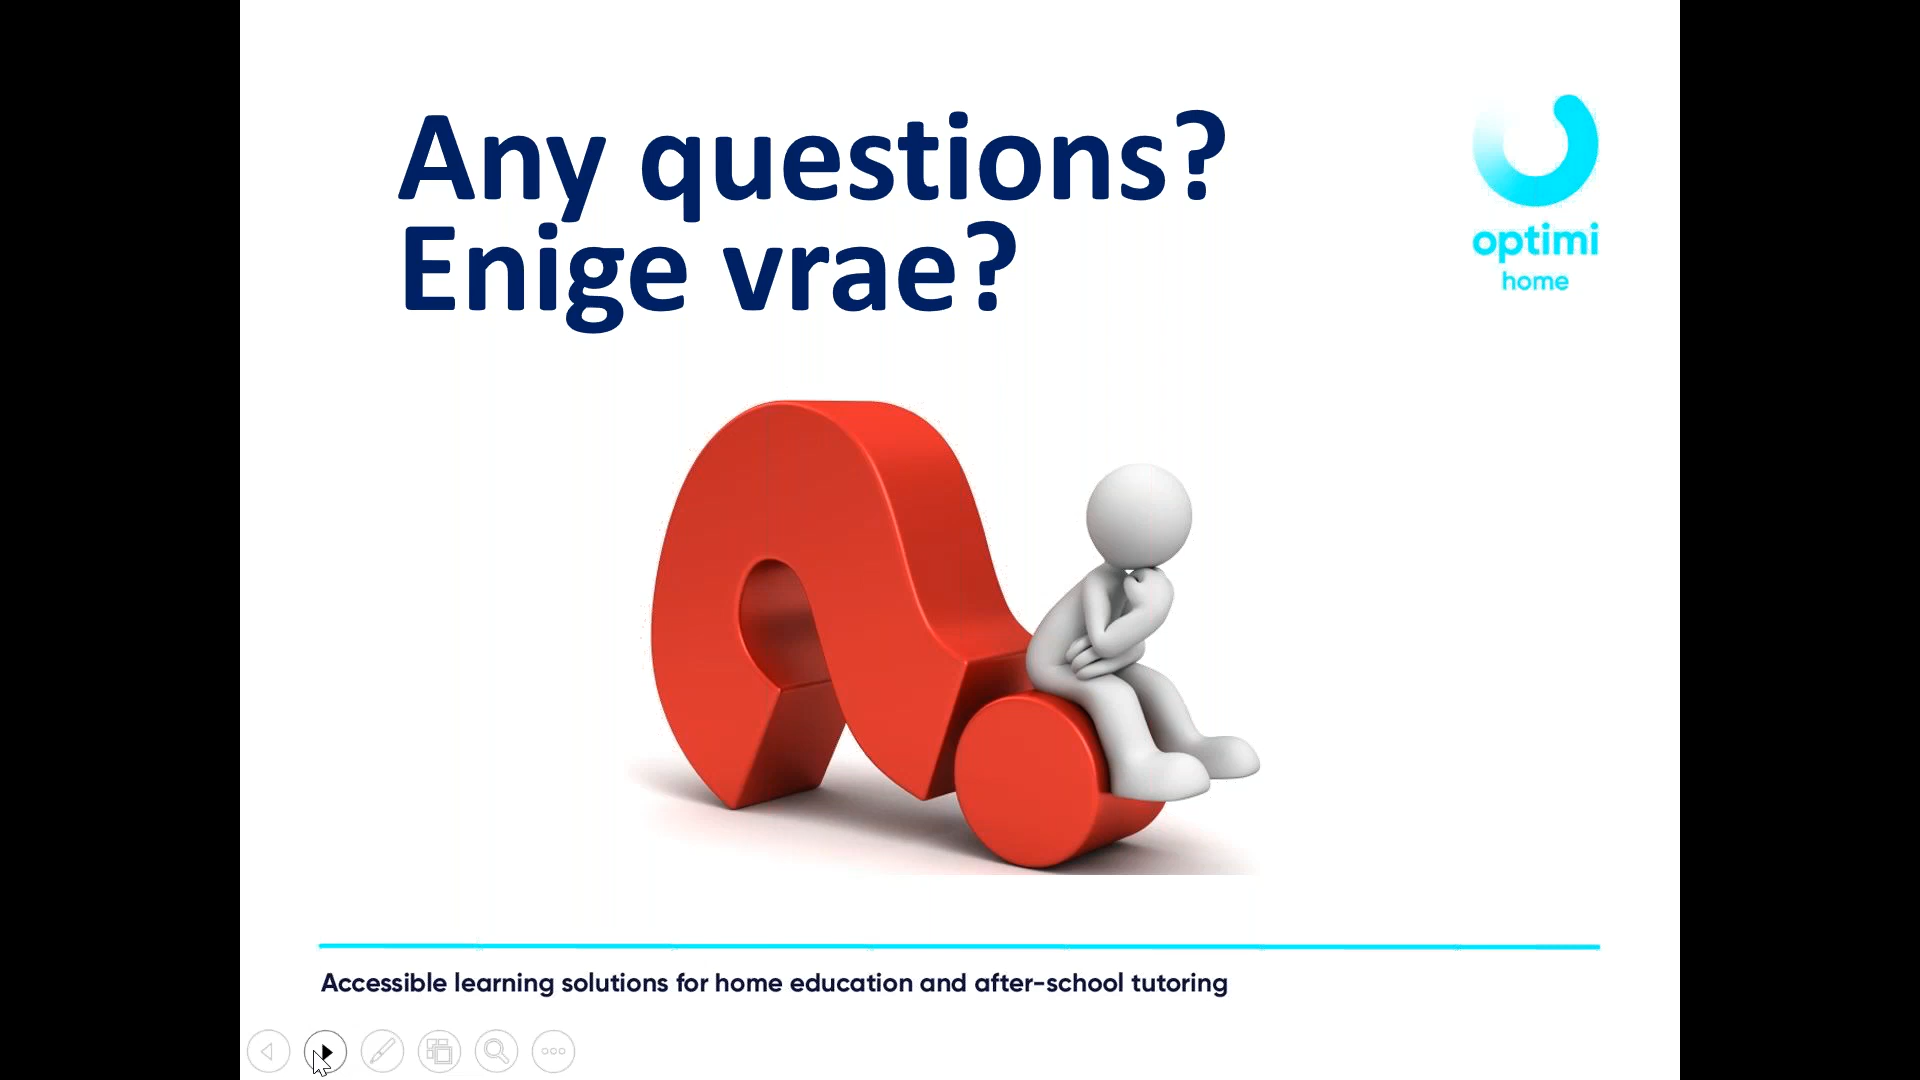 Any questions?
Enige vrae?
optimi
home
Accessible learning solutions for home education and after-school tutoring